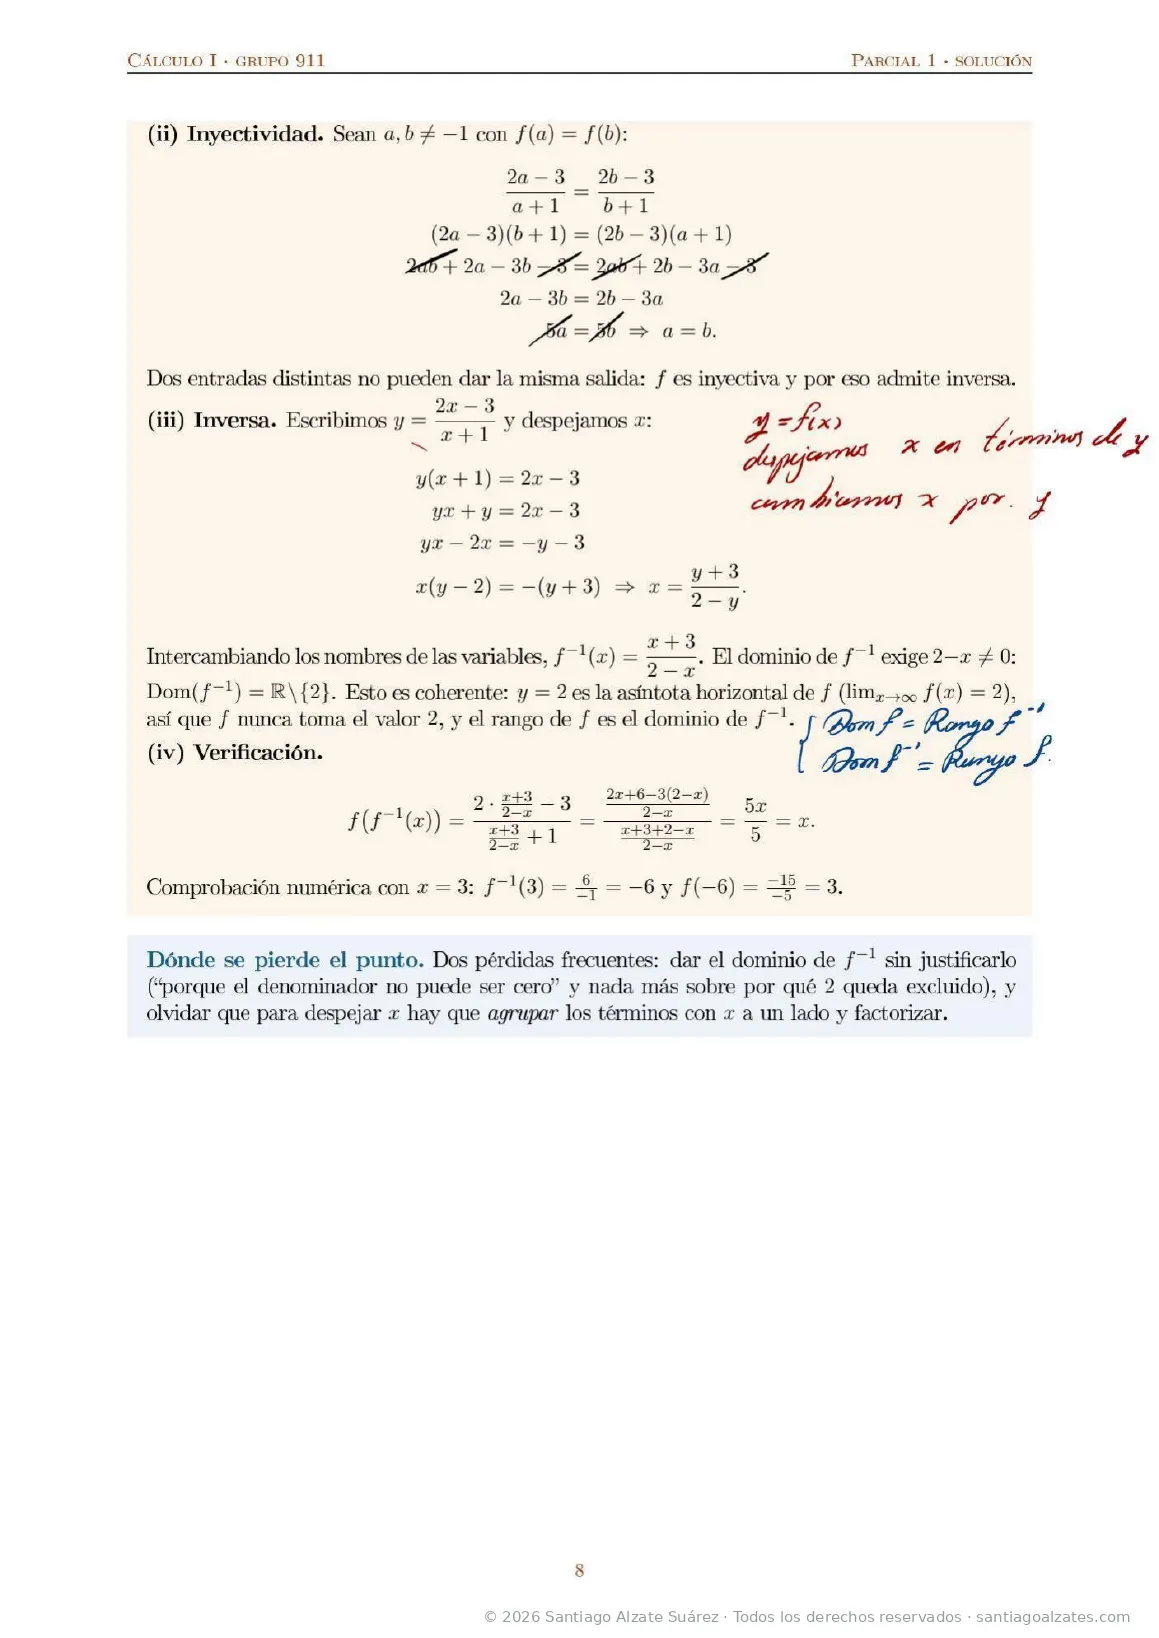 CÁLCULO I · GRUPO 911 PARCIAL 1 · SOLUCIÓN
(ii) Inyectividad. Sean a, b ≠ −1 con f(a) = f(b):
(2a − 3)/(a + 1) = (2b − 3)/(b + 1)
(2a − 3)(b + 1) = (2b − 3)(a + 1)
2ab + 2a − 3b − 3 = 2ab + 2b − 3a − 3
2a − 3b = 2b − 3a
5a = 5b ⇒ a = b.
Dos entradas distintas no pueden dar la misma salida: f es inyectiva y por eso admite inversa.
(iii) Inversa. Escribimos y = (2x − 3)/(x + 1) y despejamos x:
y = f(x)
despejamos x en términos de y
cambiamos x por. y
y(x + 1) = 2x − 3
yx + y = 2x − 3
yx − 2x = −y − 3
x(y − 2) = −(y + 3) ⇒ x = (y + 3)/(2 − y).
Intercambiando los nombres de las variables, f⁻¹(x) = (x + 3)/(2 − x). El dominio de f⁻¹ exige 2−x ≠ 0:
Dom(f⁻¹) = ℝ\{2}. Esto es coherente: y = 2 es la asíntota horizontal de f (lim x→∞ f(x) = 2),
así que f nunca toma el valor 2, y el rango de f es el dominio de f⁻¹.
Dom f = Rango f⁻¹
Dom f⁻¹ = Rango f.
(iv) Verificación.
f(f⁻¹(x)) = (2 · (x+3)/(2−x) − 3)/((x+3)/(2−x) + 1) = ((2x+6−3(2−x))/(2−x))/((x+3+2−x)/(2−x)) = 5x/5 = x.
Comprobación numérica con x = 3: f⁻¹(3) = 6/−1 = −6 y f(−6) = −15/−5 = 3.
Dónde se pierde el punto. Dos pérdidas frecuentes: dar el dominio de f⁻¹ sin justificarlo
(“porque el denominador no puede ser cero” y nada más sobre por qué 2 queda excluido), y
olvidar que para despejar x hay que agrupar los términos con x a un lado y factorizar.
8
© 2026 Santiago Alzate Suárez · Todos los derechos reservados · santiagoalzates.com